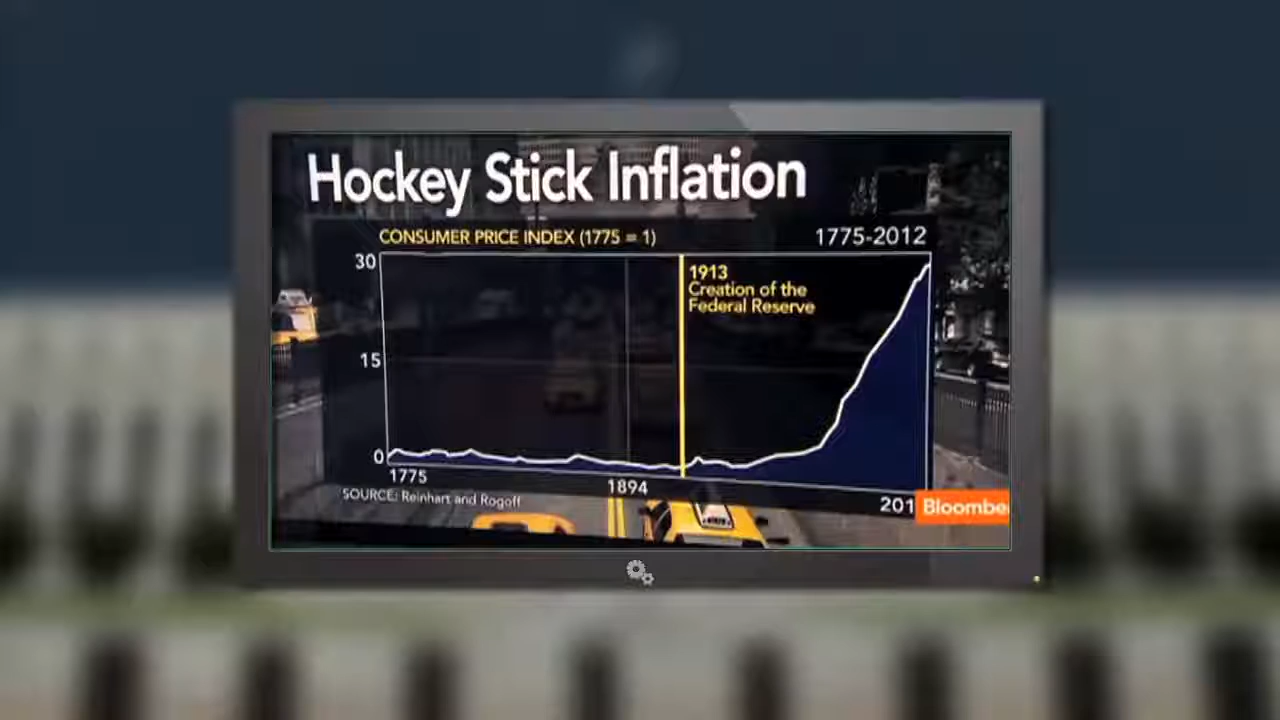 Hockey Stick Inflation
CONSUMER PRICE INDEX (1775 = 1)
1775-2012
30
1913
Creation of the
Federal Reserve
15
0
1775
1894
201
SOURCE: Reinhart and Rogoff
Bloombe